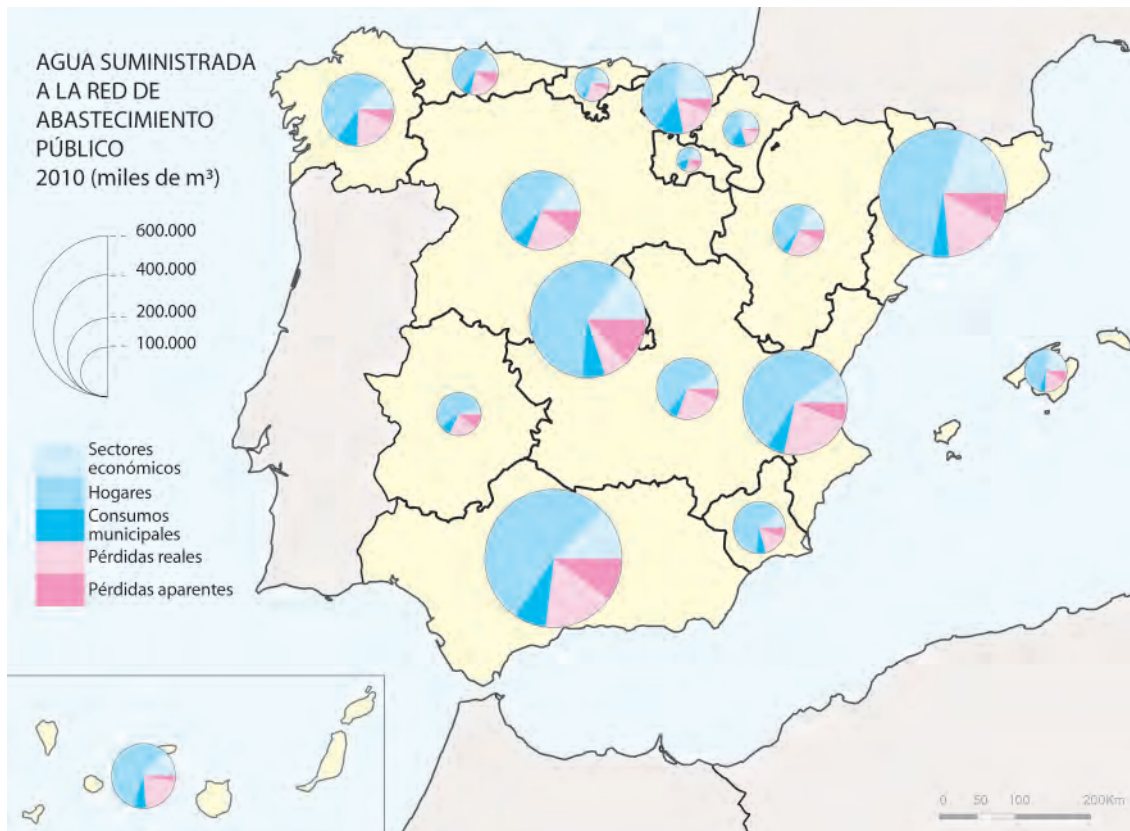 AGUA SUMINISTRADA
A LA RED DE
ABASTECIMIENTO
PÚBLICO
2010 (miles de m³)
600.000
400.000
200.000
100.000
Sectores
económicos
Hogares
Consumos
municipales
Pérdidas reales
Pérdidas aparentes
0 50 100 200Km